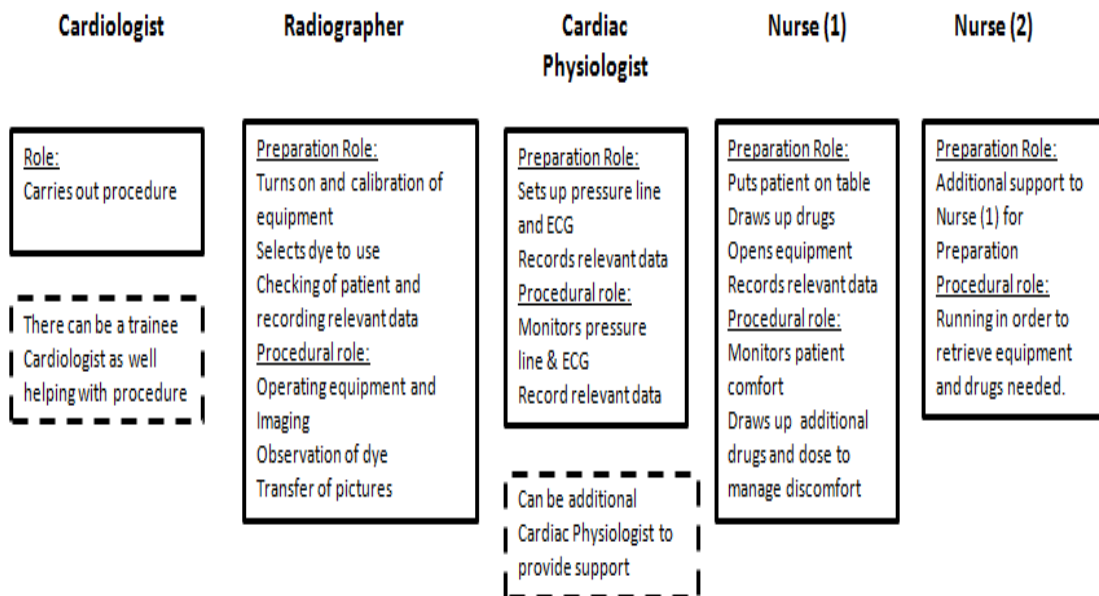 Cardiologist
Radiographer
Cardiac
Physiologist
Nurse (1)
Nurse (2)
Role:
Carries out procedure
There can be a trainee
Cardiologist as well
helping with procedure
Preparation Role:
Turns on and calibration of
equipment
Selects dye to use
Checking of patient and
recording relevant data
Procedural role:
Operating equipment and
Imaging
Observation of dye
Transfer of pictures
Preparation Role:
Sets up pressure line
and ECG
Records relevant data
Procedural role:
Monitors pressure
line & ECG
Record relevant data
Can be additional
Cardiac Physiologist to
provide support
Preparation Role:
Puts patient on table
Draws up drugs
Opens equipment
Records relevant data
Procedural role:
Monitors patient
comfort
Draws up additional
drugs and dose to
manage discomfort
Preparation Role:
Additional support to
Nurse (1) for
Preparation
Procedural role:
Running in order to
retrieve equipment
and drugs needed.